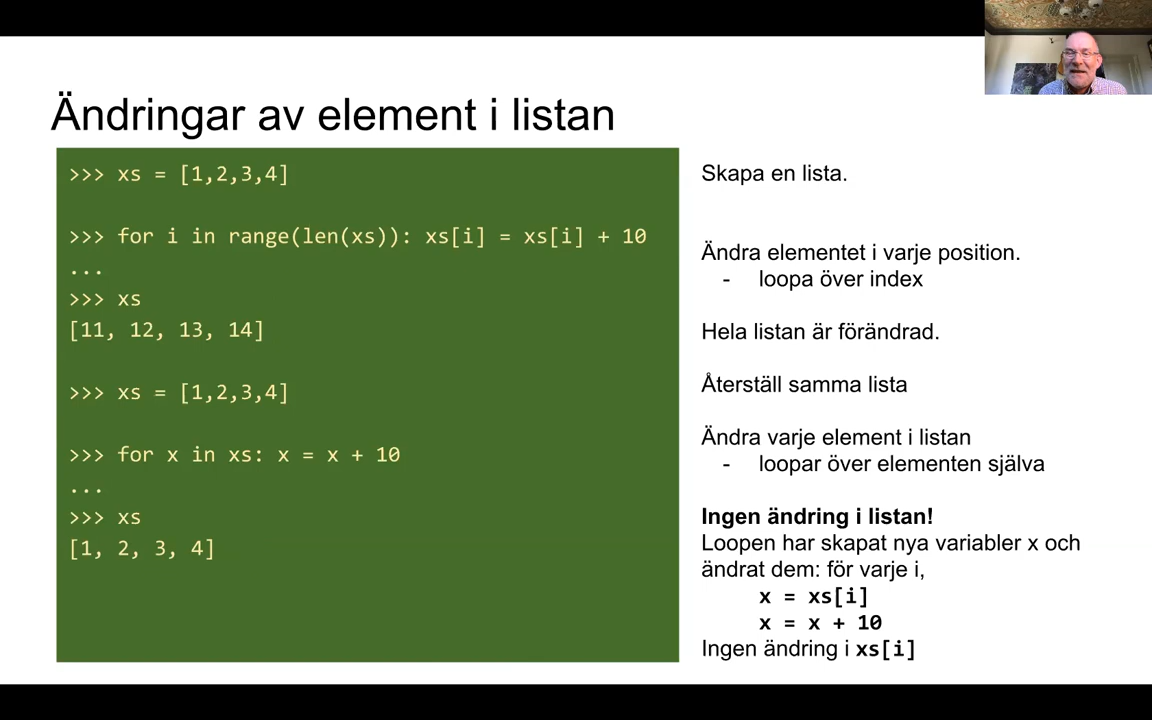 Ändringar av element i listan
>>> xs = [1,2,3,4]
Skapa en lista.
>>> for i in range(len(xs)): xs[i] = xs[i] + 10
...
Ändra elementet i varje position.
- loopa över index
>>> xs
[11, 12, 13, 14]
Hela listan är förändrad.
>>> xs = [1,2,3,4]
Återställ samma lista
>>> for x in xs: x = x + 10
...
Ändra varje element i listan
- loopar över elementen själva
>>> xs
[1, 2, 3, 4]
Ingen ändring i listan!
Loopen har skapat nya variabler x och
ändrat dem: för varje i,
x = xs[i]
x = x + 10
Ingen ändring i xs[i]